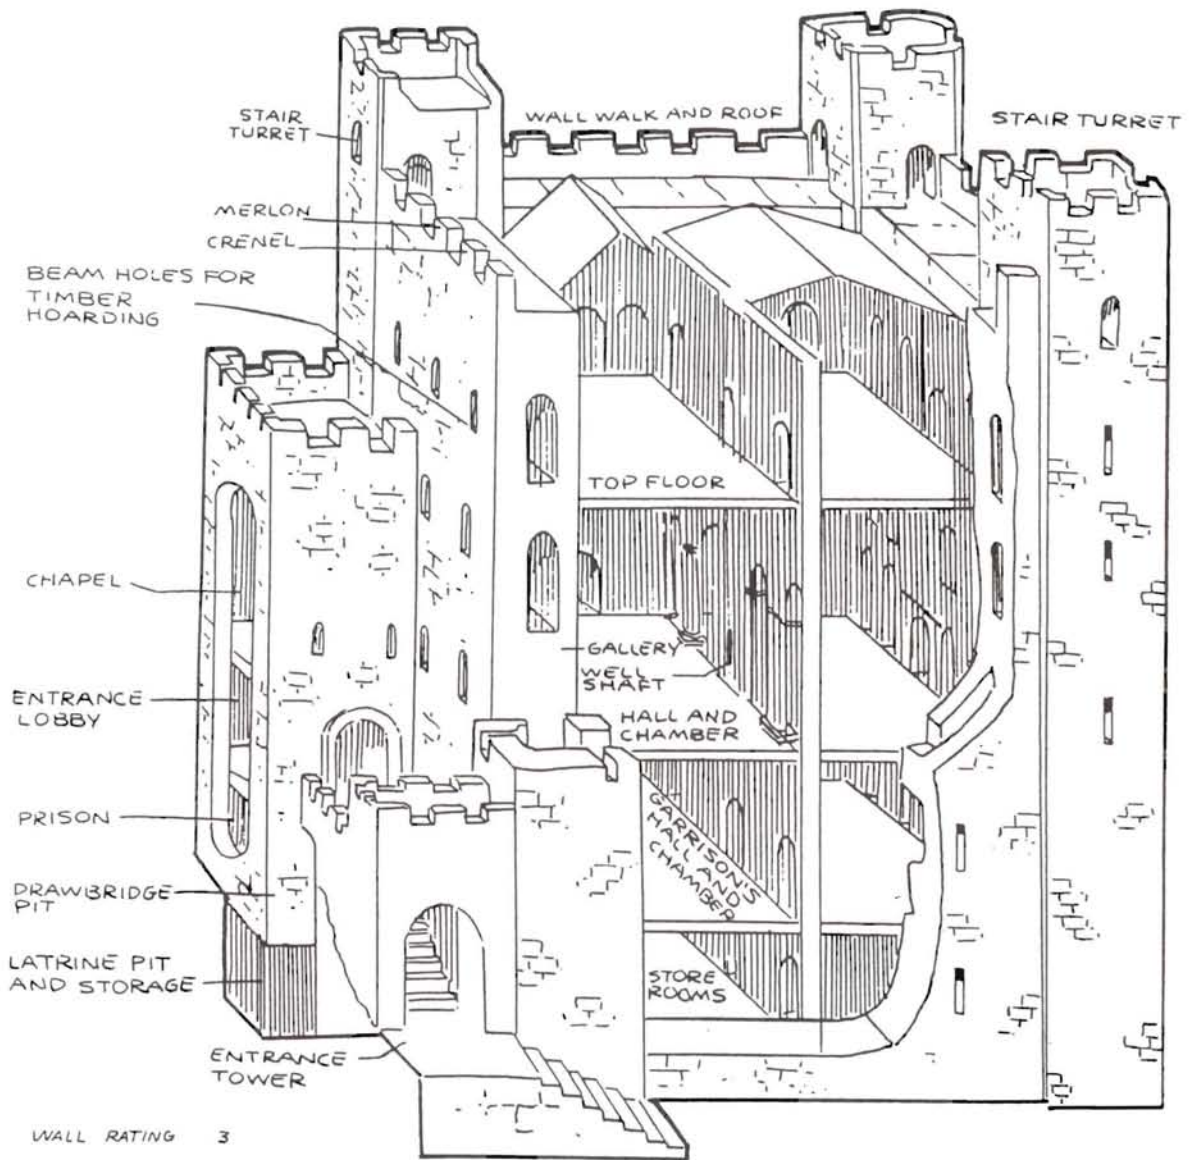 STAIR
TURRET
WALL WALK AND ROOF
STAIR TURRET
MERLON
CRENEL
BEAM HOLES FOR
TIMBER
HOARDING
TOP FLOOR
CHAPEL
GALLERY
WELL
SHAFT
ENTRANCE
LOBBY
HALL AND
CHAMBER
PRISON
GARRISON'S
HALL AND
CHAMBER
DRAWBRIDGE
PIT
LATRINE PIT
AND STORAGE
STORE
ROOMS
ENTRANCE
TOWER
WALL RATING 3